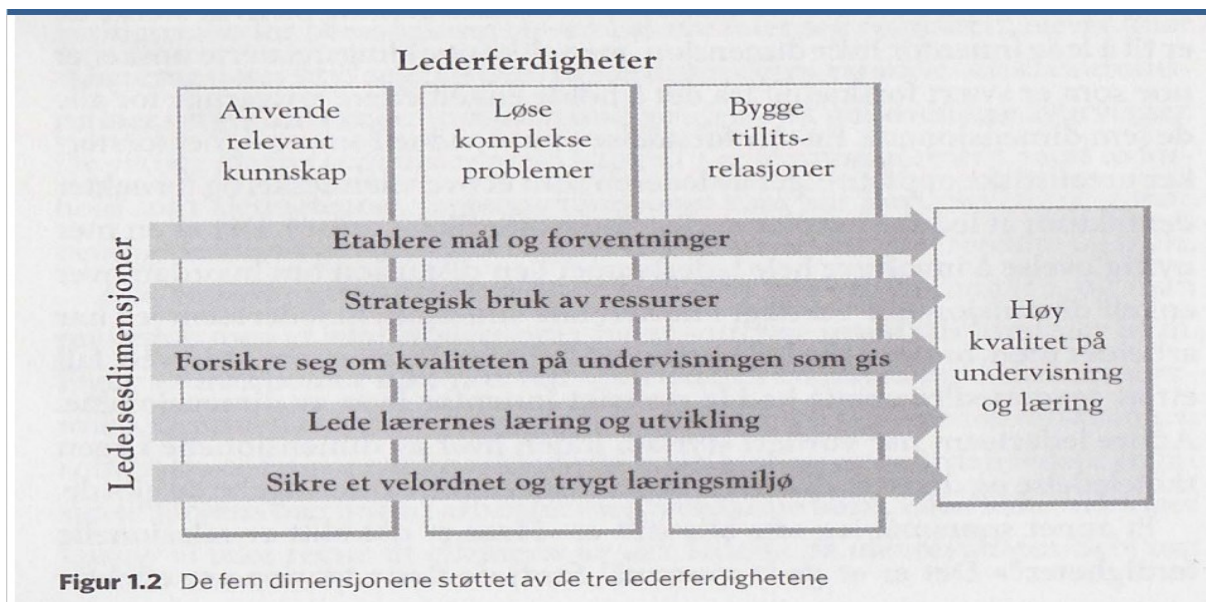 Lederferdigheter
Anvende
relevant
kunnskap
Løse
komplekse
problemer
Bygge
tillits-
relasjoner
Ledelsesdimensjoner
Etablere mål og forventninger
Strategisk bruk av ressurser
Forsikre seg om kvaliteten på undervisningen som gis
Lede lærernes læring og utvikling
Sikre et velordnet og trygt læringsmiljø
Høy
kvalitet på
undervisning
og læring
Figur 1.2 De fem dimensjonene støttet av de tre lederferdighetene